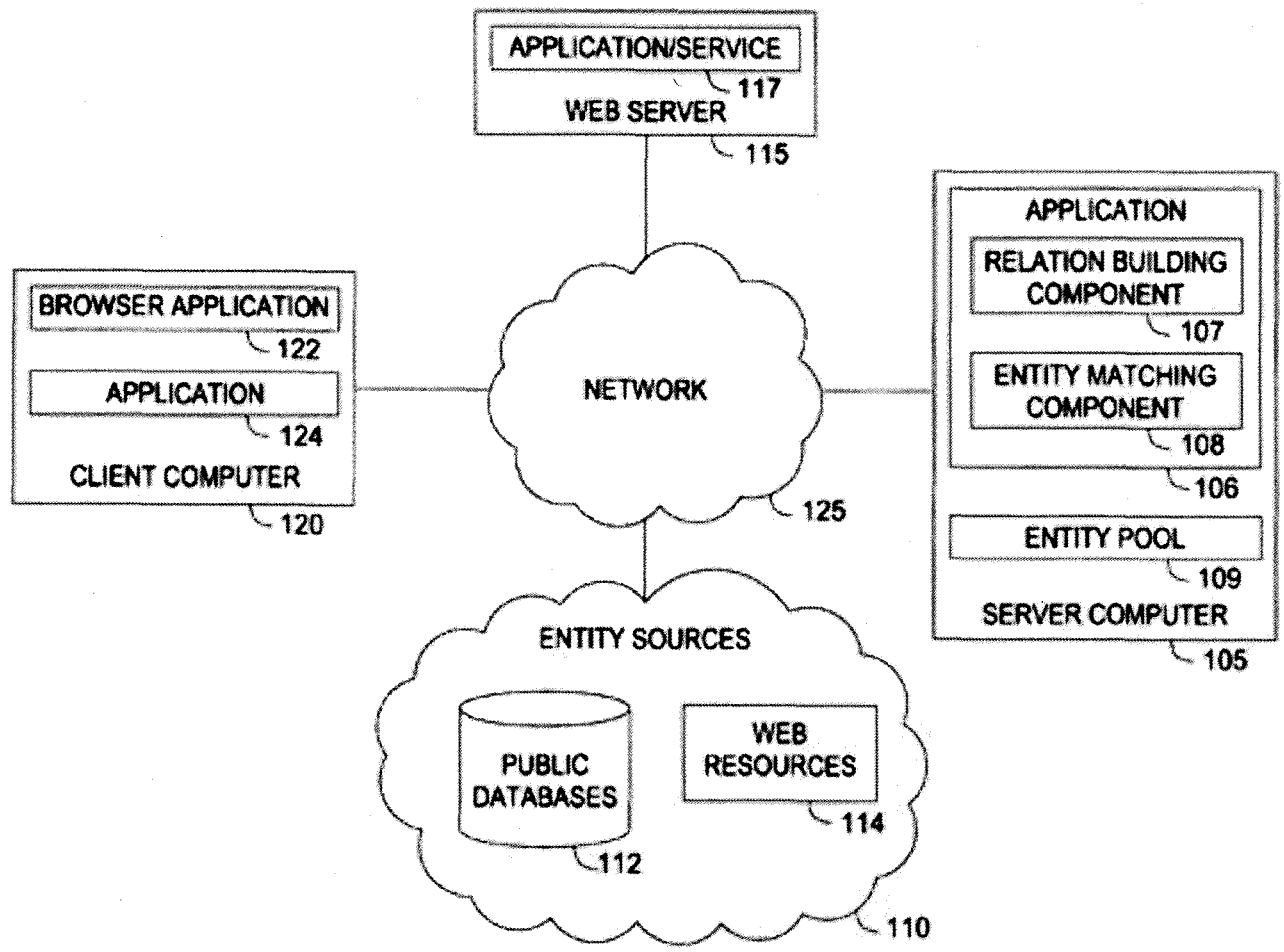 APPLICATION/SERVICE
117
WEB SERVER
115
BROWSER APPLICATION
122
APPLICATION
124
CLIENT COMPUTER
120
NETWORK
125
APPLICATION
RELATION BUILDING
COMPONENT
107
ENTITY MATCHING
COMPONENT
108
106
ENTITY POOL
109
SERVER COMPUTER
105
ENTITY SOURCES
PUBLIC
DATABASES
112
WEB
RESOURCES
114
110